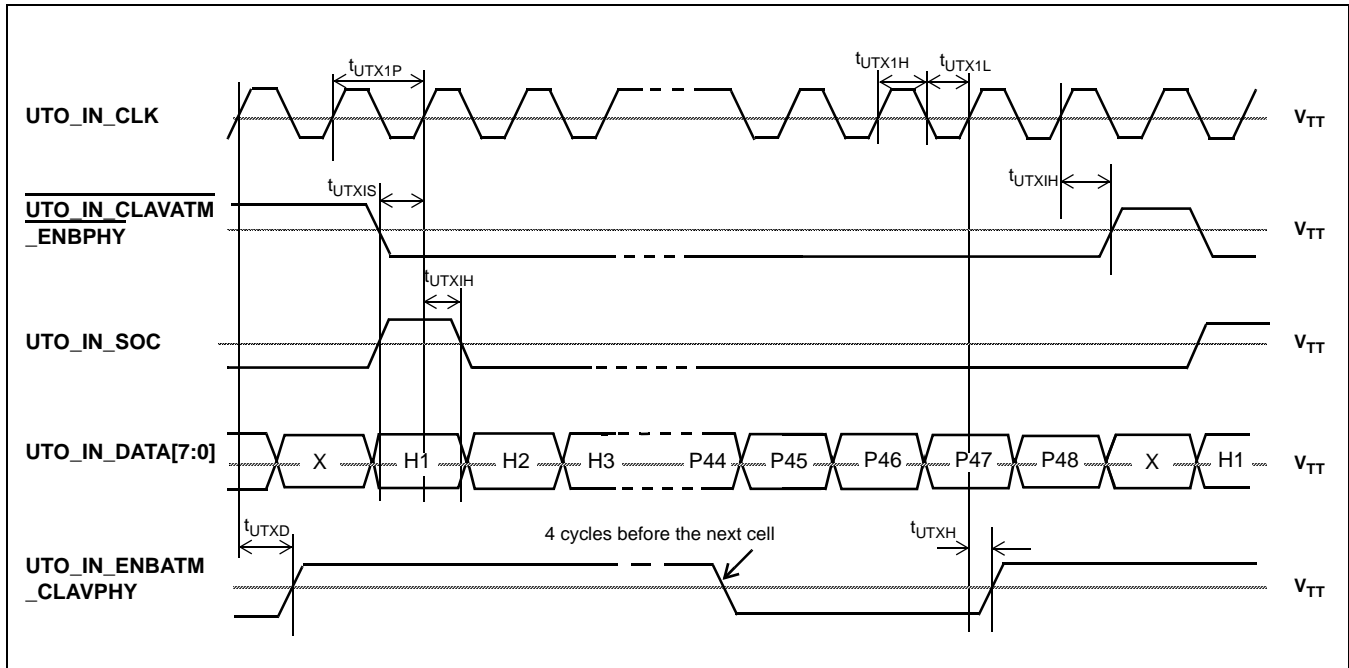 tUTX1P
tUTX1H
tUTX1L
UTO_IN_CLK
VTT
tUTXIS
tUTXIH
UTO_IN_CLAVATM
_ENBPHY
VTT
tUTXIH
UTO_IN_SOC
VTT
UTO_IN_DATA[7:0]
X
H1
H2
H3
P44
P45
P46
P47
P48
X
H1
VTT
tUTXD
4 cycles before the next cell
tUTXH
UTO_IN_ENBATM
_CLAVPHY
VTT